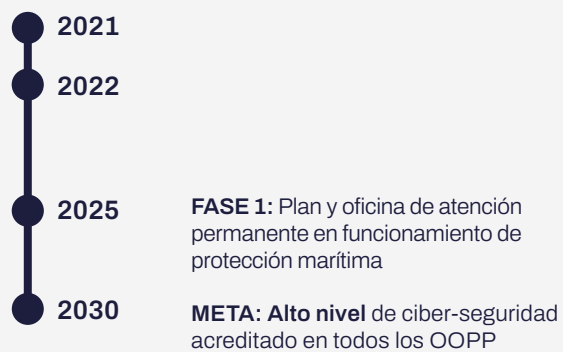 2021
2022
2025
FASE 1: Plan y oficina de atención
permanente en funcionamiento de
protección marítima
2030
META: Alto nivel de ciber-seguridad
acreditado en todos los OOPP